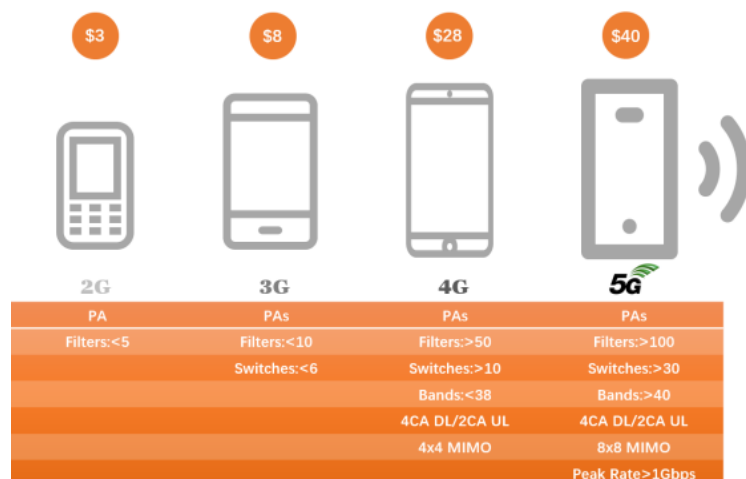 $3 $8 $28 $40
2G 3G 4G 5G
PA PAs PAs PAs
Filters:<5 Filters:<10 Filters:>50 Filters:>100
Switches:<6 Switches:>10 Switches:>30
Bands:<38 Bands:>40
4CA DL/2CA UL 4CA DL/2CA UL
4x4 MIMO 8x8 MIMO
Peak Rate>1Gbps